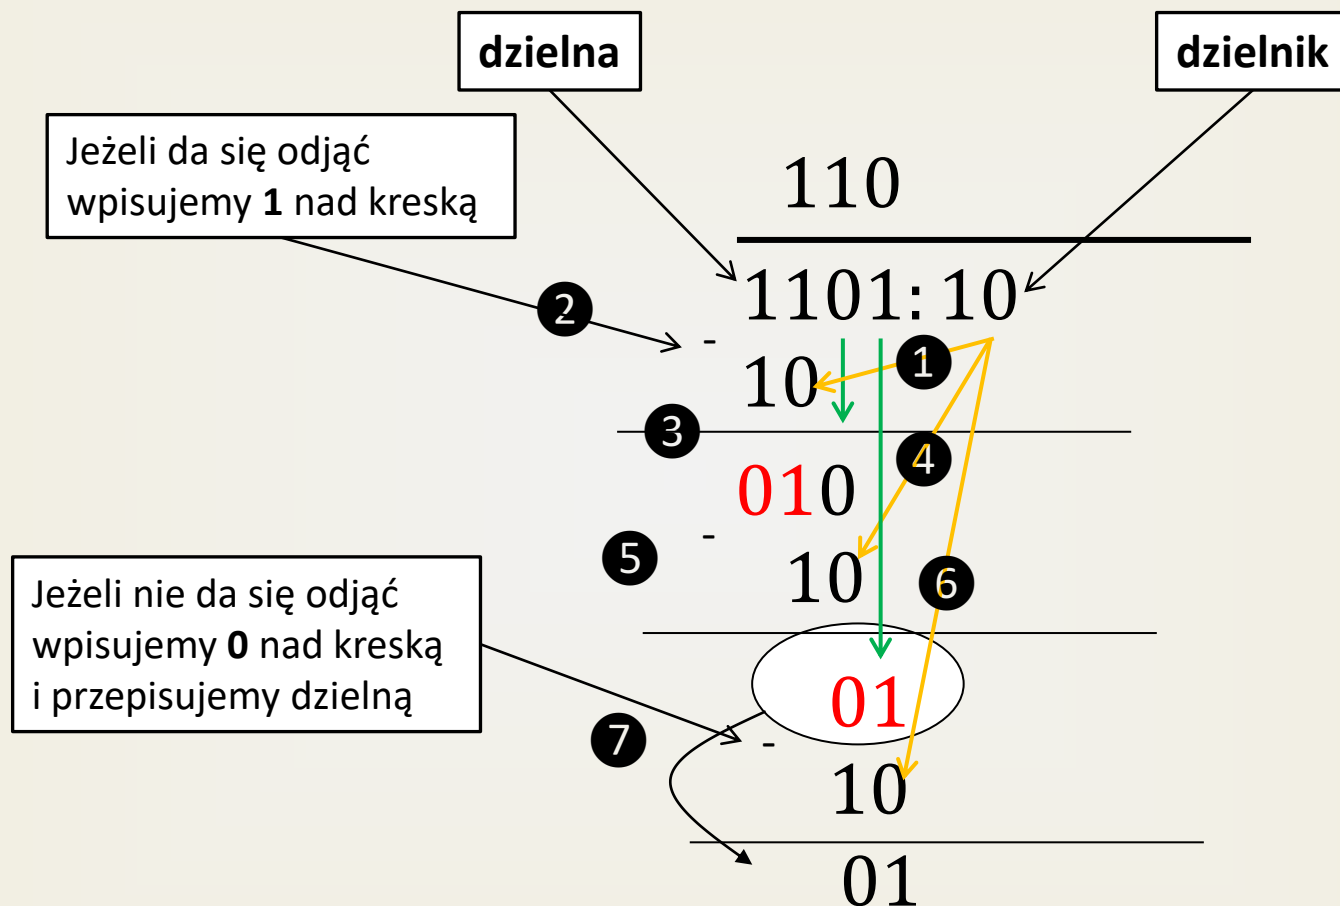 dzielna
dzielnik
Jeżeli da się odjąć
wpisujemy 1 nad kreską
110
1101: 10
2
-
1
10
3
4
010
-
5
10
6
Jeżeli nie da się odjąć
wpisujemy 0 nad kreską
i przepisujemy dzielną
01
7
-
10
01